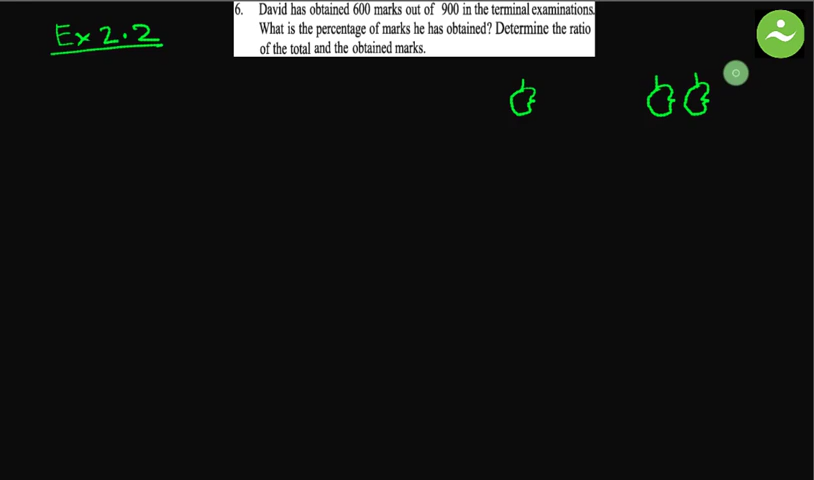 Ex 2.2
6. David has obtained 600 marks out of 900 in the terminal examinations.
What is the percentage of marks he has obtained? Determine the ratio
of the total and the obtained marks.